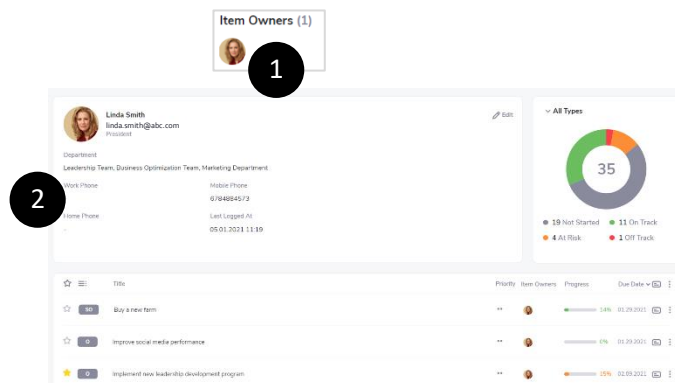 Item Owners (1)
1
Linda Smith
linda.smith@abc.com
President
Edit
Department
Leadership Team, Business Optimization Team, Marketing Department
Work Phone
Mobile Phone
6784884573
2
Home Phone
Last Logged At
-
05.01.2021 11:19
All Types
35
19 Not Started
11 On Track
4 At Risk
1 Off Track
Title Priority Item Owners Progress Due Date
50 Buy a new farm -- 14% 01.29.2021
0 Improve social media performance -- 0% 01.29.2021
0 Implement new leadership development program -- 15% 02.09.2021